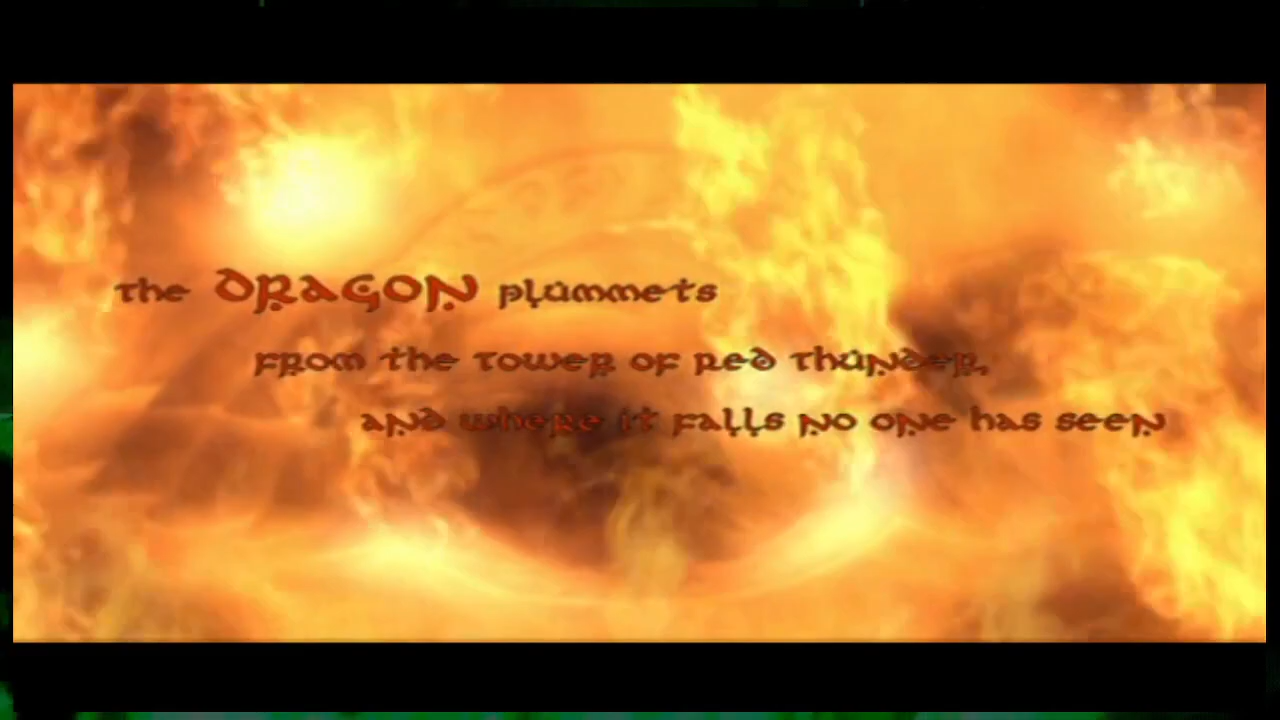 the DRAGON plummets
from the tower of red thunder,
and where it falls no one has seen